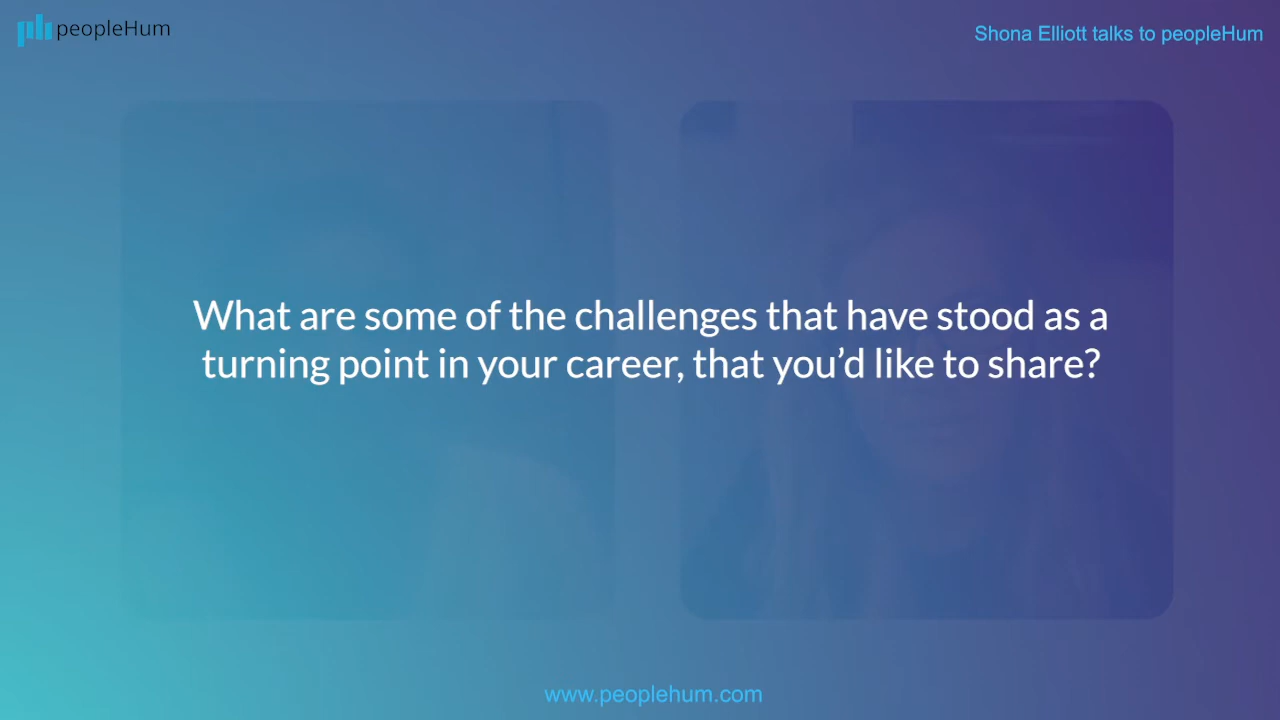 peopleHum
Shona Elliott talks to peopleHum
What are some of the challenges that have stood as a
turning point in your career, that you’d like to share?
www.peoplehum.com